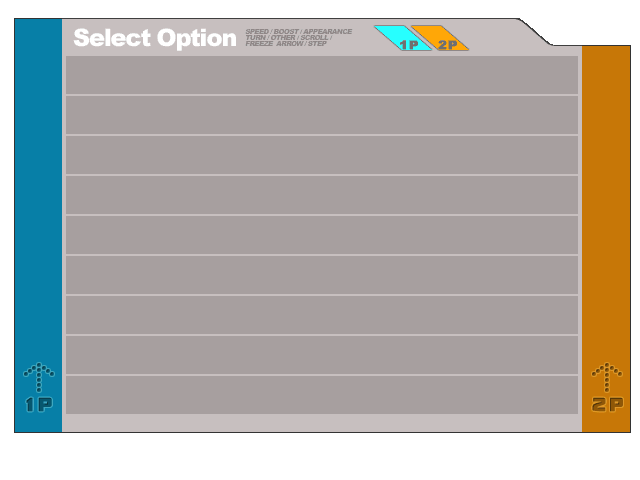 Select Option
SPEED / BOOST / APPEARANCE
TURN / OTHER / SCROLL /
FREEZE ARROW / STEP
1P 2P
1P
2P